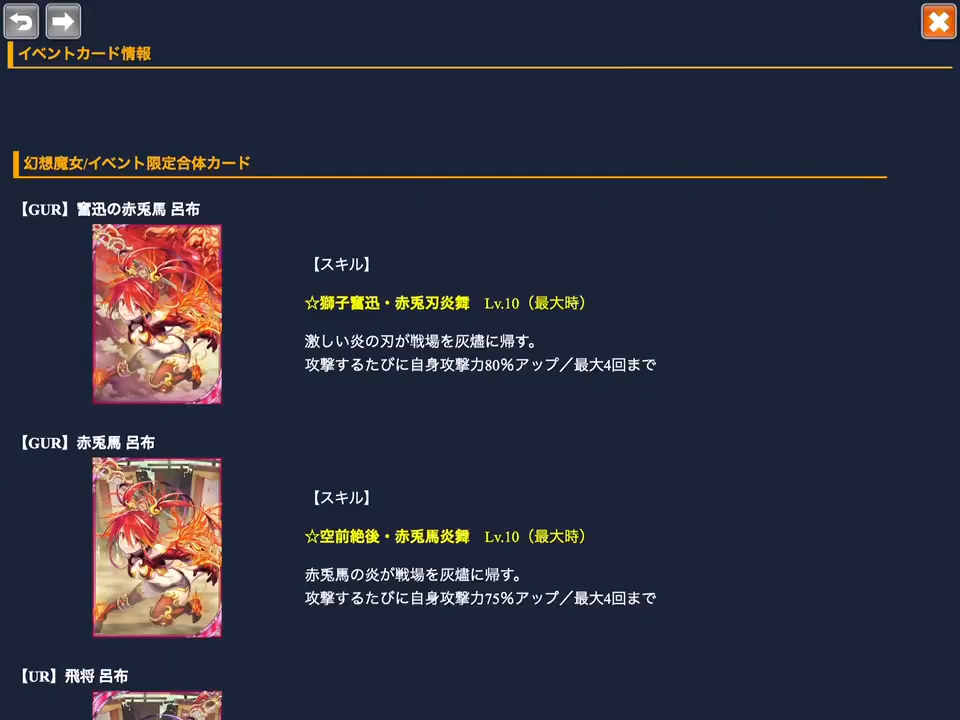 イベントカード情報
幻想魔女/イベント限定合体カード
【GUR】奮迅の赤兎馬 呂布
【スキル】
☆獅子奮迅・赤兎刃炎舞 Lv.10（最大時）
激しい炎の刃が戦場を灰燼に帰す。
攻撃するたびに自身攻撃力80%アップ／最大4回まで
【GUR】赤兎馬 呂布
【スキル】
☆空前絶後・赤兎馬炎舞 Lv.10（最大時）
赤兎馬の炎が戦場を灰燼に帰す。
攻撃するたびに自身攻撃力75%アップ／最大4回まで
【UR】飛将 呂布